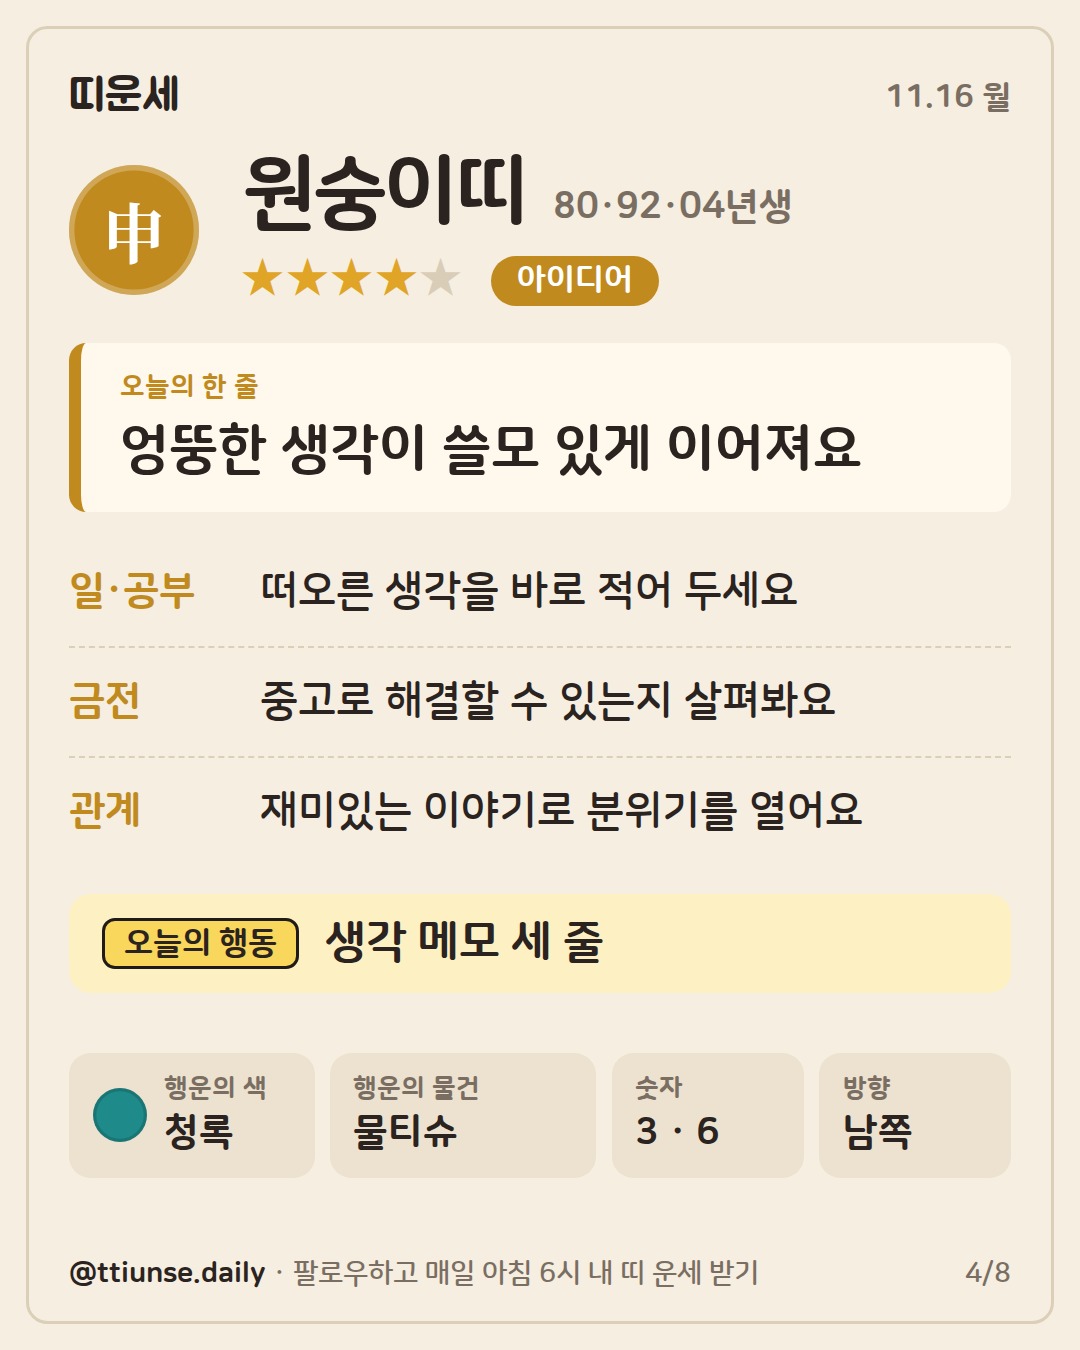 띠운세
11.16 월
申
원숭이띠 80·92·04년생
★★★★★ 아이디어
오늘의 한 줄
엉뚱한 생각이 쓸모 있게 이어져요
일·공부 떠오른 생각을 바로 적어 두세요
금전 중고로 해결할 수 있는지 살펴봐요
관계 재미있는 이야기로 분위기를 열어요
오늘의 행동 생각 메모 세 줄
행운의 색
청록
행운의 물건
물티슈
숫자
3 · 6
방향
남쪽
@ttiunse.daily · 팔로우하고 매일 아침 6시 내 띠 운세 받기
4/8